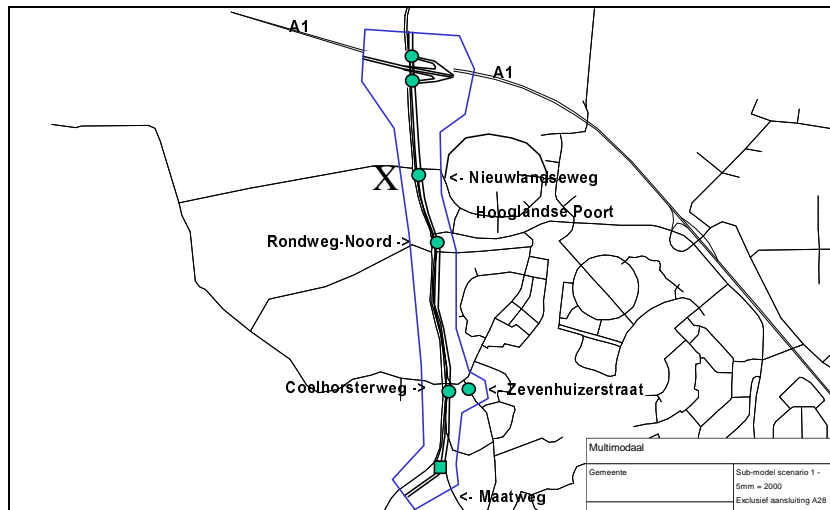 A1
A1
X
<- Nieuwlandseweg
Hooglandse Poort
Rondweg-Noord ->
Coelhorsterweg ->
<- Zevenhuizerstraat
<- Maatweg
Multimodaal
Gemeente
Sub-model scenario 1 -
5mm = 2000
Exclusief aansluiting A28